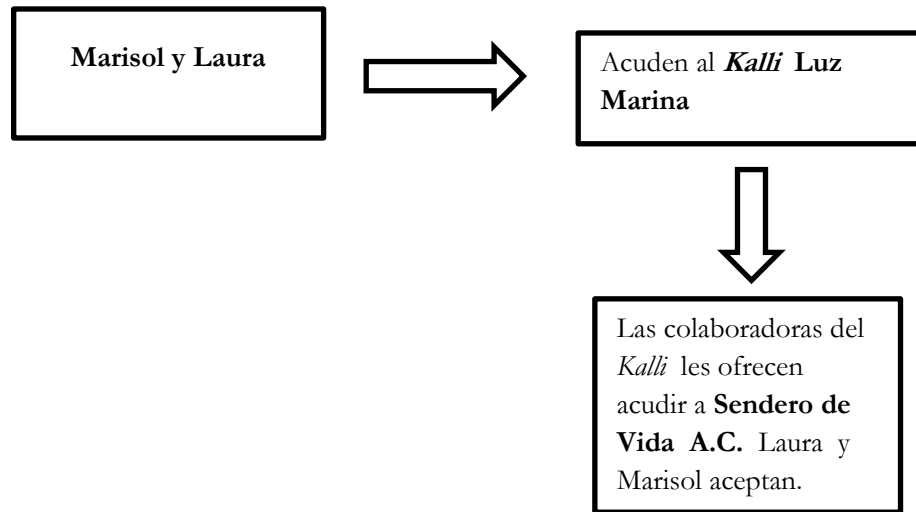 Marisol y Laura
Acuden al Kalli Luz
Marina
Las colaboradoras del
Kalli les ofrecen
acudir a Sendero de
Vida A.C. Laura y
Marisol aceptan.